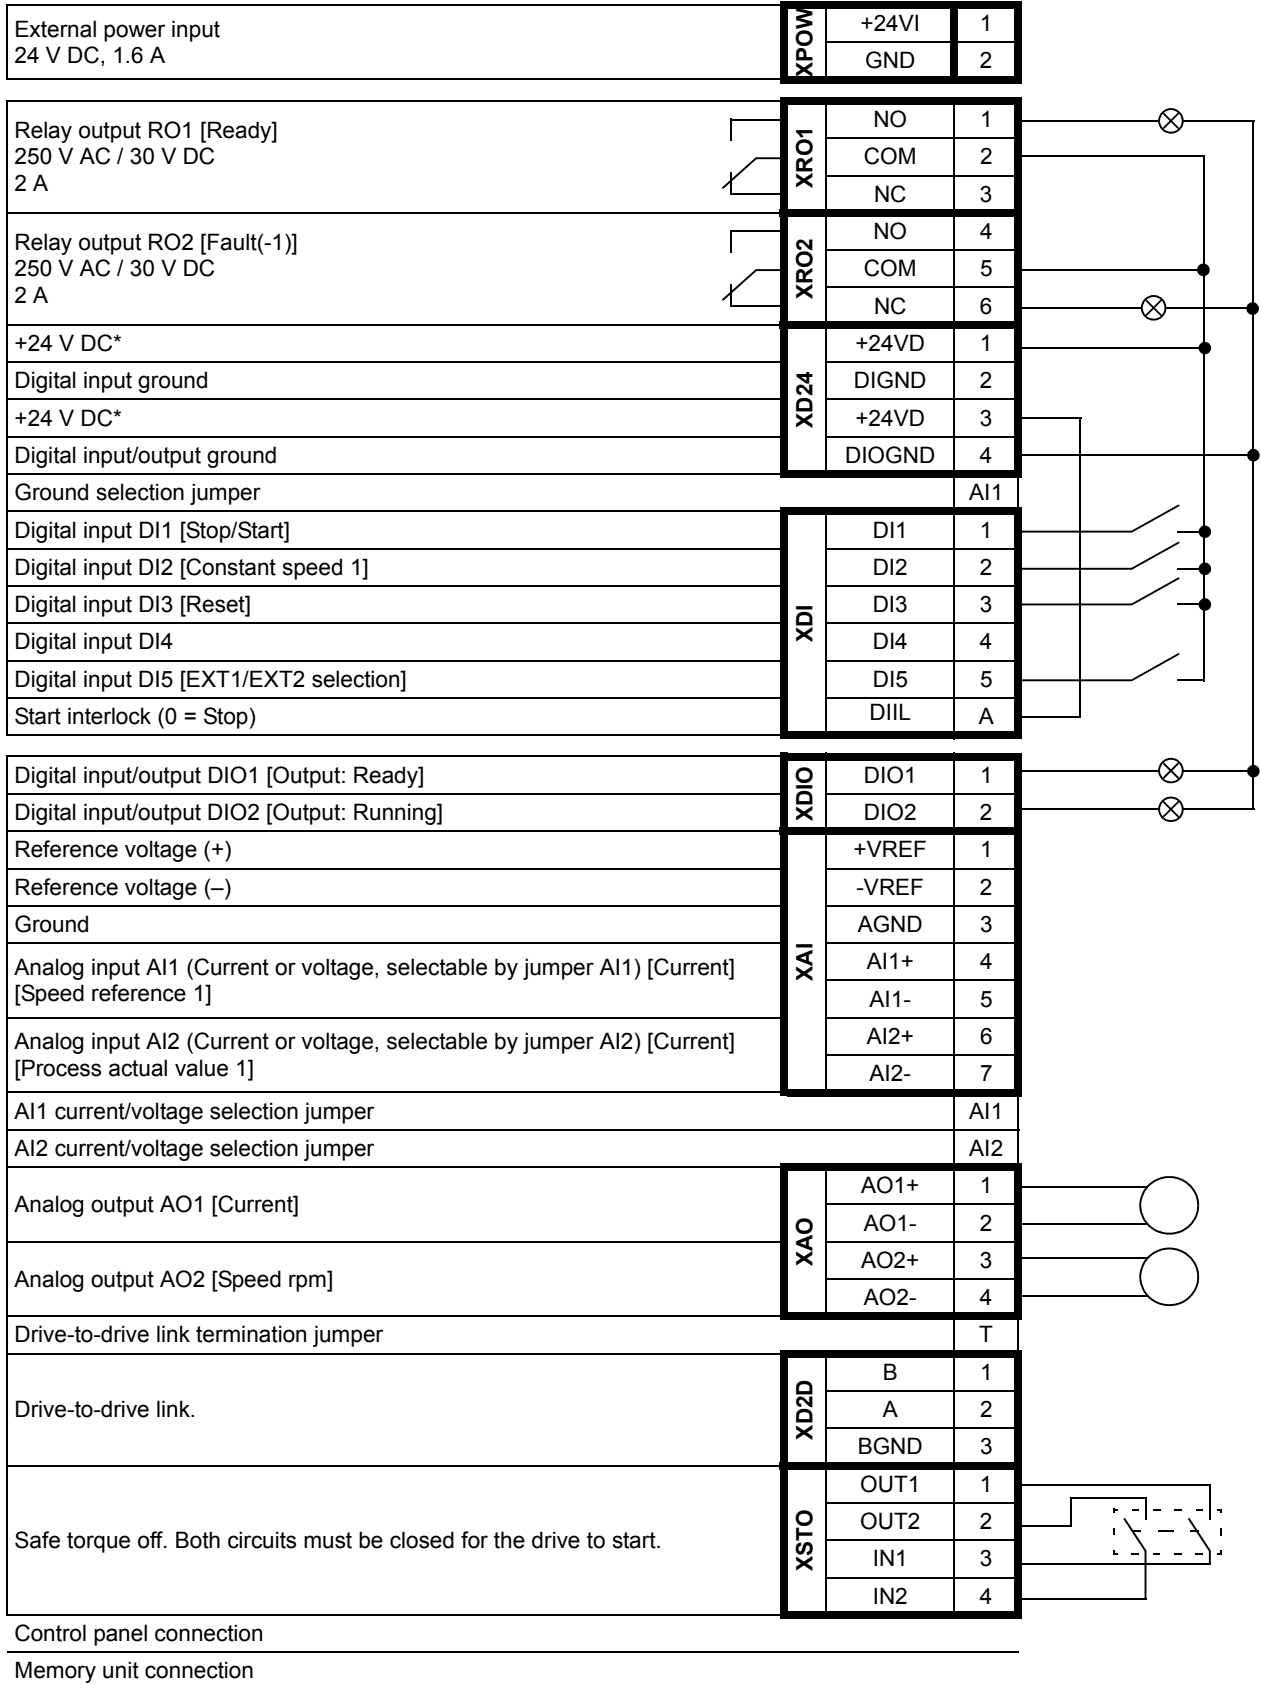 External power input
24 V DC, 1.6 A
XPOW
+24VI 1
GND 2
Relay output RO1 [Ready]
250 V AC / 30 V DC
2 A
XRO1
NO 1
COM 2
NC 3
Relay output RO2 [Fault(-1)]
250 V AC / 30 V DC
2 A
XRO2
NO 4
COM 5
NC 6
XD24
+24 V DC* +24VD 1
Digital input ground DIGND 2
+24 V DC* +24VD 3
Digital input/output ground DIOGND 4
Ground selection jumper AI1
XDI
Digital input DI1 [Stop/Start] DI1 1
Digital input DI2 [Constant speed 1] DI2 2
Digital input DI3 [Reset] DI3 3
Digital input DI4 DI4 4
Digital input DI5 [EXT1/EXT2 selection] DI5 5
Start interlock (0 = Stop) DIIL A
XDIO
Digital input/output DIO1 [Output: Ready] DIO1 1
Digital input/output DIO2 [Output: Running] DIO2 2
XAI
Reference voltage (+) +VREF 1
Reference voltage (–) -VREF 2
Ground AGND 3
Analog input AI1 (Current or voltage, selectable by jumper AI1) [Current]
[Speed reference 1]
AI1+ 4
AI1- 5
Analog input AI2 (Current or voltage, selectable by jumper AI2) [Current]
[Process actual value 1]
AI2+ 6
AI2- 7
AI1 current/voltage selection jumper AI1
AI2 current/voltage selection jumper AI2
XAO
Analog output AO1 [Current]
AO1+ 1
AO1- 2
Analog output AO2 [Speed rpm]
AO2+ 3
AO2- 4
Drive-to-drive link termination jumper T
Drive-to-drive link.
XD2D
B 1
A 2
BGND 3
Safe torque off. Both circuits must be closed for the drive to start.
XSTO
OUT1 1
OUT2 2
IN1 3
IN2 4
Control panel connection
Memory unit connection